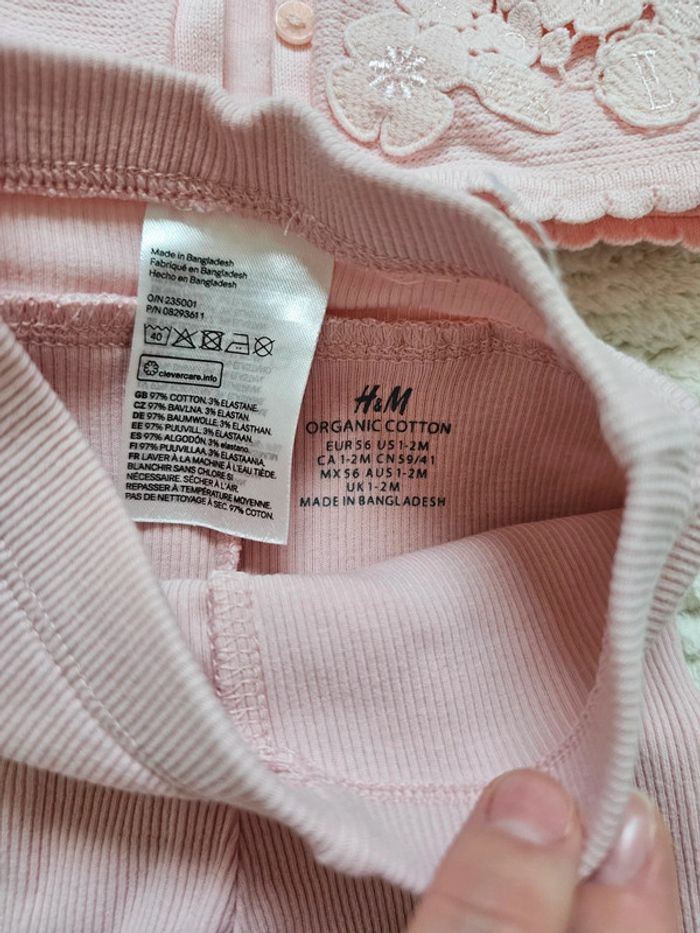 Made in Bangladesh
Fabriqué en Bangladesh
Hecho en Bangladesh
O/N 235001
P/N 08293611
40
clevercare.info
GB 97% COTTON. 3% ELASTANE.
CZ 97% BAVLNA. 3% ELASTAN.
DE 97% BAUMWOLLE. 3% ELASTHAN.
EE 97% PUUVILL. 3% ELASTAAN.
ES 97% ALGODÓN. 3% elastano.
FI 97% PUUVILLAA. 3% ELASTAANIA.
FR LAVER À LA MACHINE À L'EAU TIÈDE.
BLANCHIR SANS CHLORE SI
NÉCESSAIRE. SÉCHER À L'AIR.
REPASSER À TEMPÉRATURE MOYENNE.
PAS DE NETTOYAGE À SEC. 97% COTON.
H&M
ORGANIC COTTON
EUR 56 US 1-2M
CA 1-2M CN 59/41
MX 56 AUS 1-2M
UK 1-2M
MADE IN BANGLADESH
E